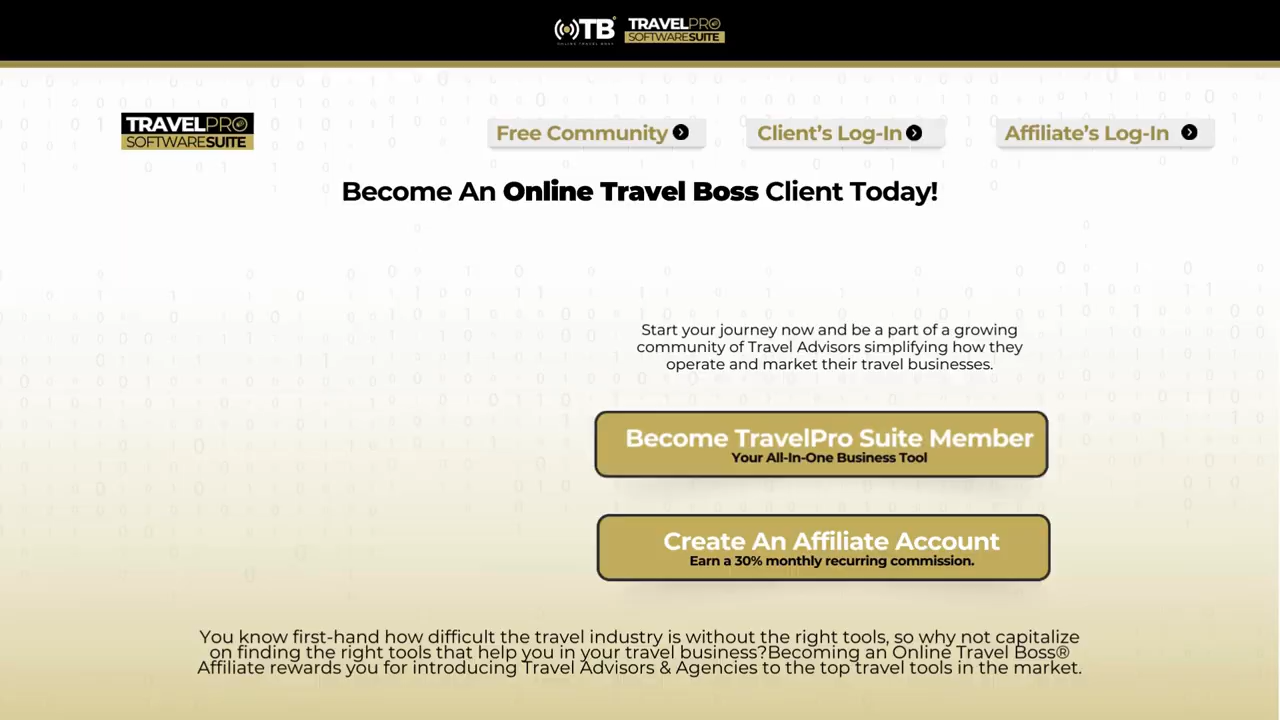 OTB
ONLINE TRAVEL BOSS
TRAVELPRO
SOFTWARESUITE
TRAVELPRO
SOFTWARESUITE
Free Community
Client's Log-In
Affiliate's Log-In
Become An Online Travel Boss Client Today!
Start your journey now and be a part of a growing
community of Travel Advisors simplifying how they
operate and market their travel businesses.
Become TravelPro Suite Member
Your All-In-One Business Tool
Create An Affiliate Account
Earn a 30% monthly recurring commission.
You know first-hand how difficult the travel industry is without the right tools, so why not capitalize
on finding the right tools that help you in your travel business?Becoming an Online Travel Boss®
Affiliate rewards you for introducing Travel Advisors & Agencies to the top travel tools in the market.